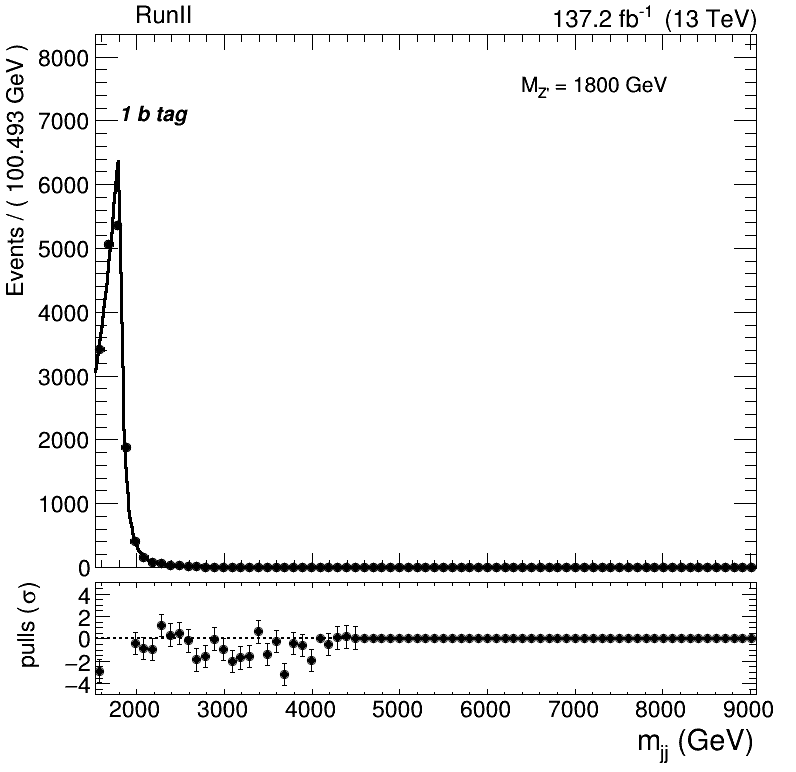 RunII 137.2 fb⁻¹ (13 TeV)
Events / ( 100.493 GeV )
8000
7000
6000
5000
4000
3000
2000
1000
0
1 b tag
M_Z' = 1800 GeV
pulls (σ)
4
2
0
−2
−4
2000 3000 4000 5000 6000 7000 8000 9000
m_jj (GeV)